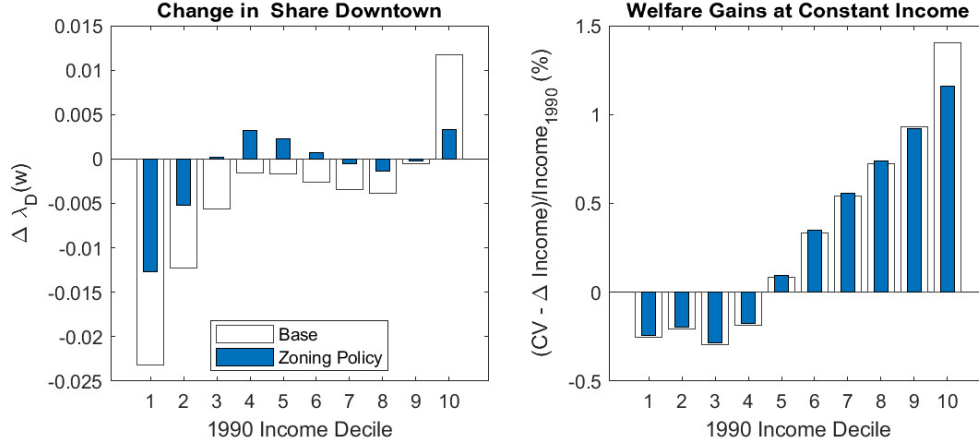 Change in Share Downtown
0.015
0.01
0.005
0
-0.005
-0.01
-0.015
-0.02
-0.025
Δ λD(w)
Base
Zoning Policy
1 2 3 4 5 6 7 8 9 10
1990 Income Decile
Welfare Gains at Constant Income
1.5
1
0.5
0
-0.5
(CV - Δ Income)/Income1990 (%)
1 2 3 4 5 6 7 8 9 10
1990 Income Decile